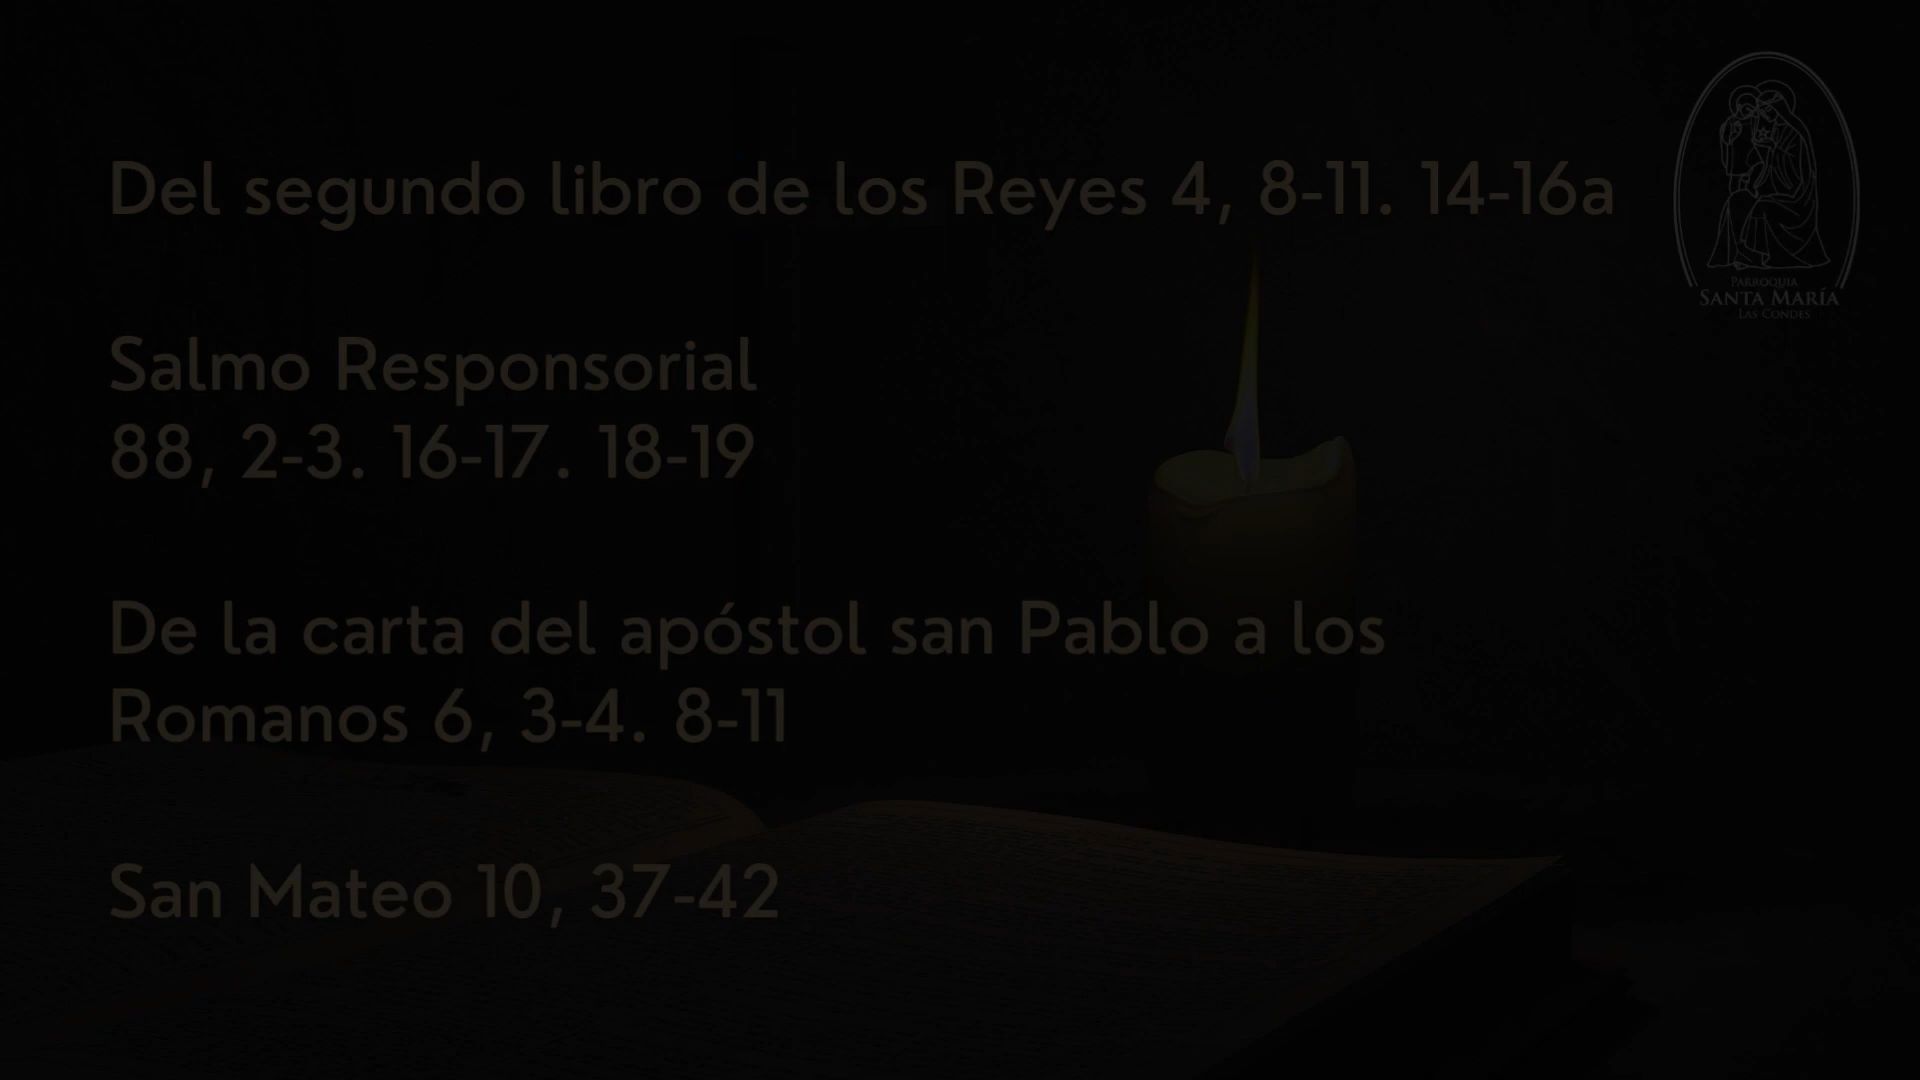 Del segundo libro de los Reyes 4, 8-11. 14-16a
PARROQUIA
SANTA MARÍA
LAS CONDES
Salmo Responsorial
88, 2-3. 16-17. 18-19
De la carta del apóstol san Pablo a los
Romanos 6, 3-4. 8-11
San Mateo 10, 37-42